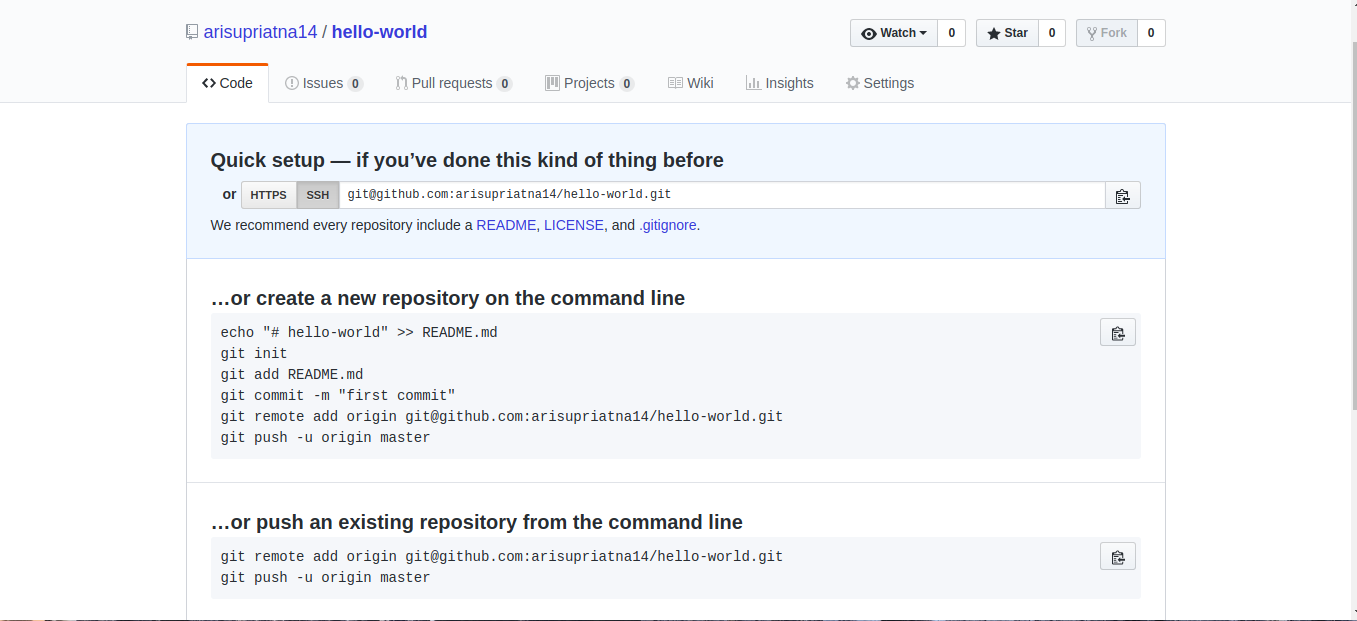 arisupriatna14 / hello-world
Watch 0 Star 0 Fork 0
Code Issues 0 Pull requests 0 Projects 0 Wiki Insights Settings
Quick setup — if you’ve done this kind of thing before
or HTTPS SSH git@github.com:arisupriatna14/hello-world.git
We recommend every repository include a README, LICENSE, and .gitignore.
…or create a new repository on the command line
echo "# hello-world" >> README.md
git init
git add README.md
git commit -m "first commit"
git remote add origin git@github.com:arisupriatna14/hello-world.git
git push -u origin master
…or push an existing repository from the command line
git remote add origin git@github.com:arisupriatna14/hello-world.git
git push -u origin master